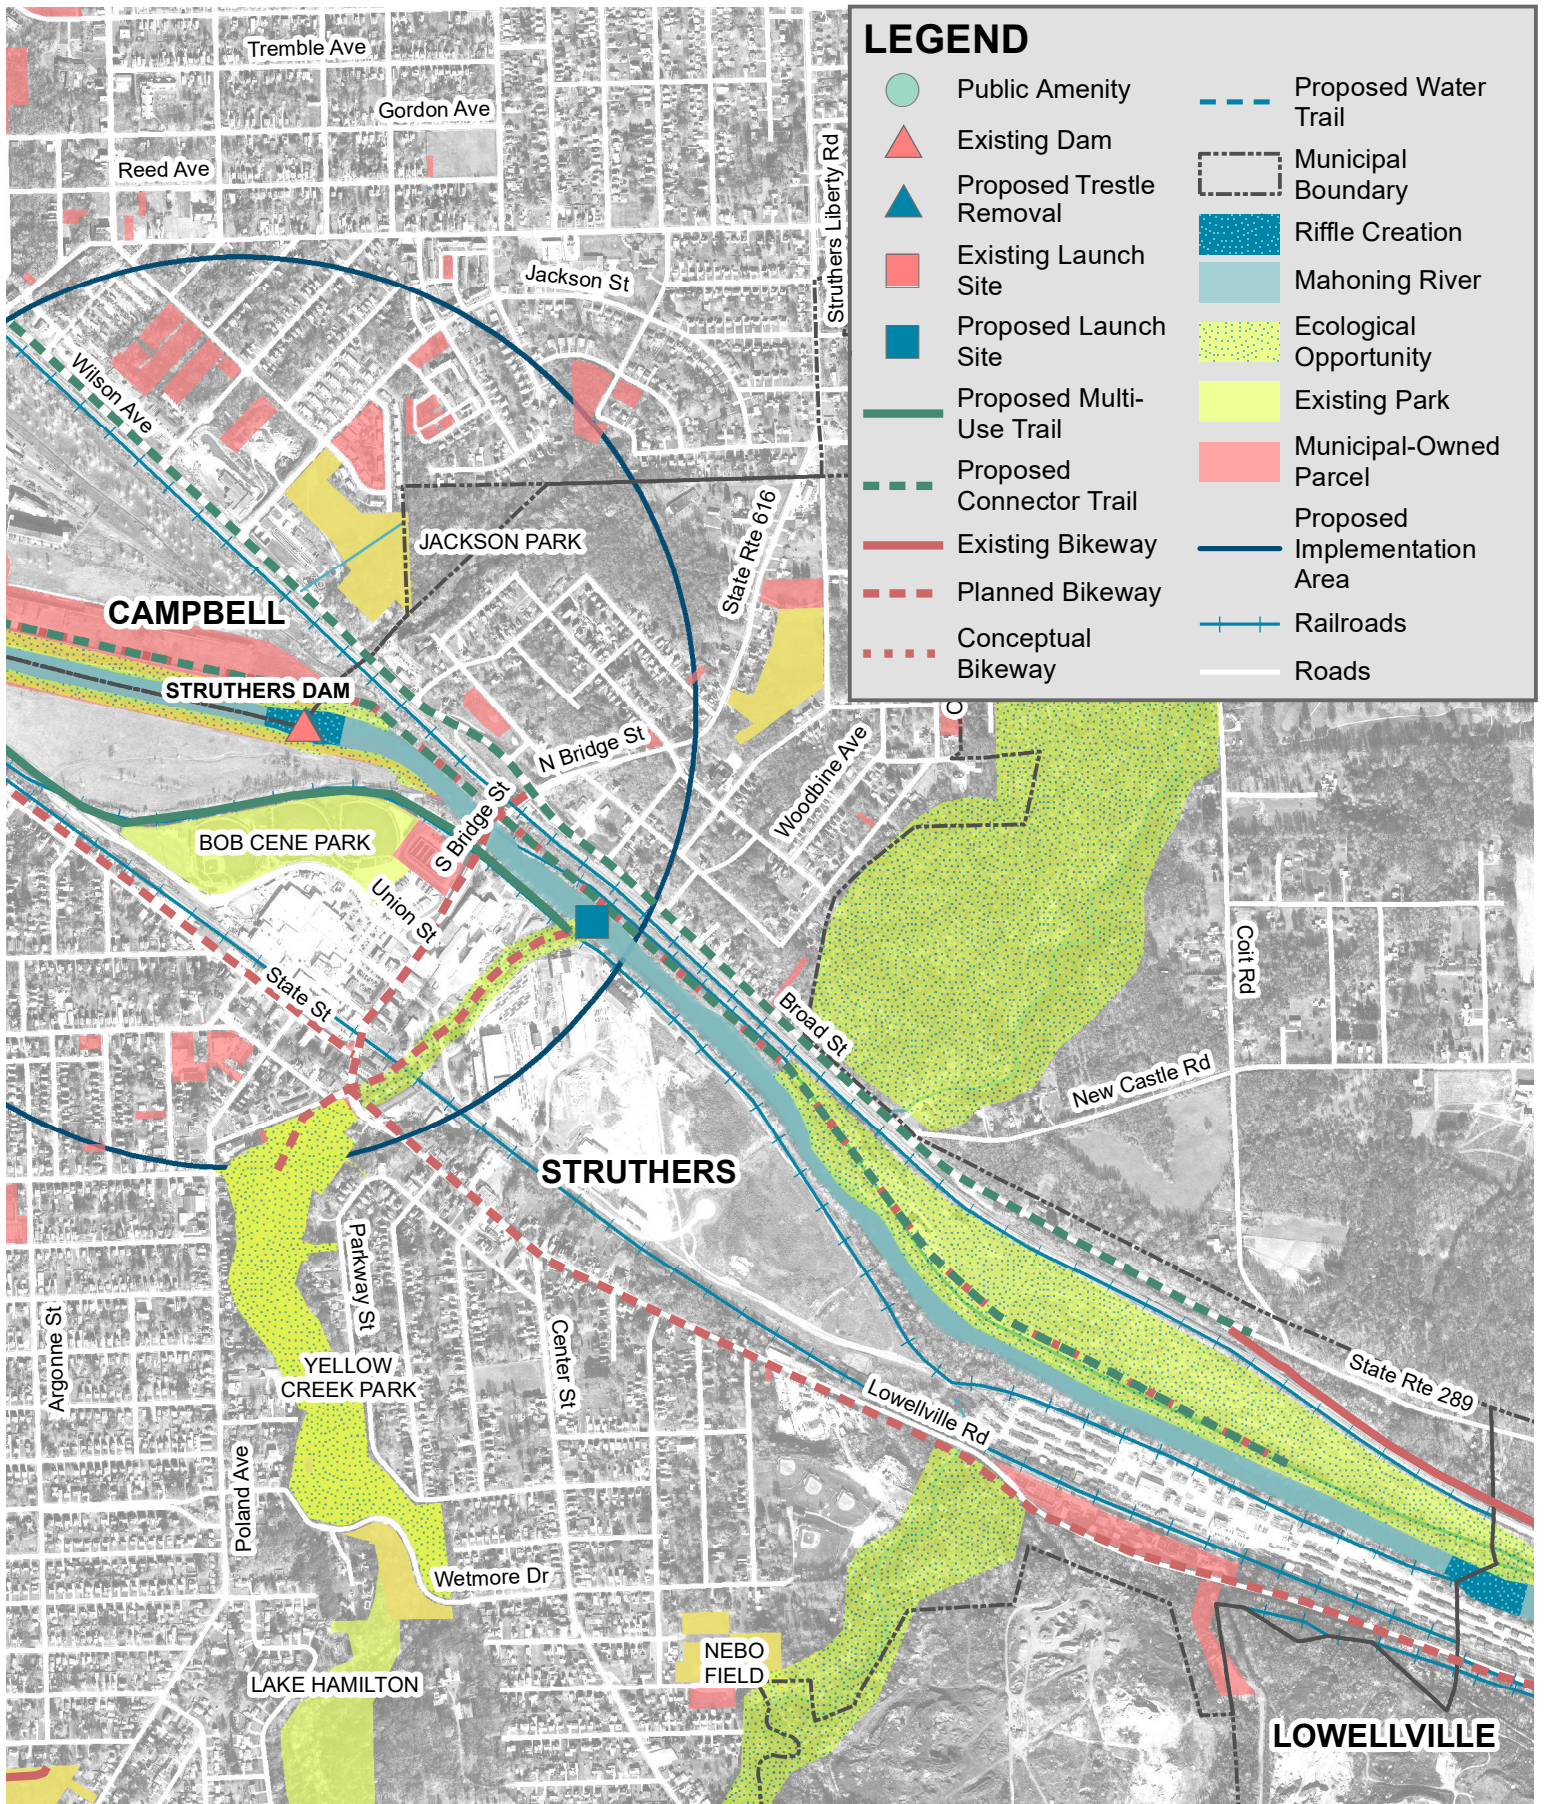 LEGEND
Public Amenity
Existing Dam
Proposed Trestle
Removal
Existing Launch
Site
Proposed Launch
Site
Proposed Multi-
Use Trail
Proposed
Connector Trail
Existing Bikeway
Planned Bikeway
Conceptual
Bikeway
Proposed Water
Trail
Municipal
Boundary
Riffle Creation
Mahoning River
Ecological
Opportunity
Existing Park
Municipal-Owned
Parcel
Proposed
Implementation
Area
Railroads
Roads
Tremble Ave
Gordon Ave
Reed Ave
Struthers Liberty Rd
Jackson St
Wilson Ave
JACKSON PARK
State Rte 616
CAMPBELL
STRUTHERS DAM
N Bridge St
O
Woodbine Ave
S Bridge St
BOB CENE PARK
Union St
State St
Coit Rd
Broad St
New Castle Rd
STRUTHERS
Parkway St
Argonne St
Center St
YELLOW
CREEK PARK
State Rte 289
Lowellville Rd
Poland Ave
Wetmore Dr
NEBO
FIELD
LAKE HAMILTON
LOWELLVILLE